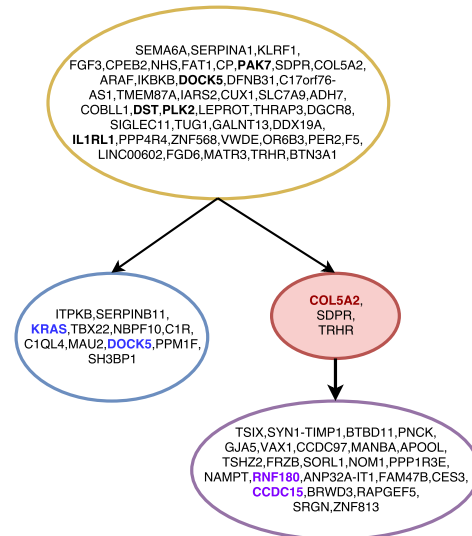 SEMA6A,SERPINA1,KLRF1,
FGF3,CPEB2,NHS,FAT1,CP,PAK7,SDPR,COL5A2,
ARAF,IKBKB,DOCK5,DFNB31,C17orf76-
AS1,TMEM87A,IARS2,CUX1,SLC7A9,ADH7,
COBLL1,DST,PLK2,LEPROT,THRAP3,DGCR8,
SIGLEC11,TUG1,GALNT13,DDX19A,
IL1RL1,PPP4R4,ZNF568,VWDE,OR6B3,PER2,F5,
LINC00602,FGD6,MATR3,TRHR,BTN3A1
ITPKB,SERPINB11,
KRAS,TBX22,NBPF10,C1R,
C1QL4,MAU2,DOCK5,PPM1F,
SH3BP1
COL5A2,
SDPR,
TRHR
TSIX,SYN1-TIMP1,BTBD11,PNCK,
GJA5,VAX1,CCDC97,MANBA,APOOL,
TSHZ2,FRZB,SORL1,NOM1,PPP1R3E,
NAMPT,RNF180,ANP32A-IT1,FAM47B,CES3,
CCDC15,BRWD3,RAPGEF5,
SRGN,ZNF813